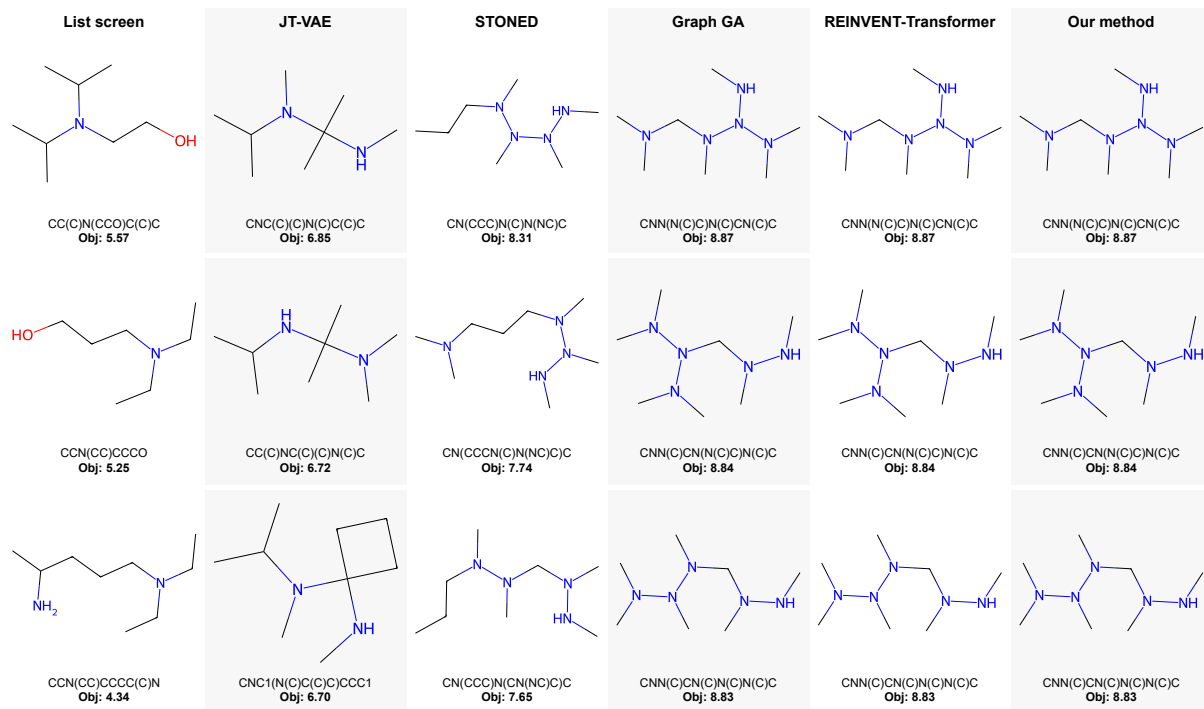 List screen JT-VAE STONED Graph GA REINVENT-Transformer Our method
N OH N N H N N N N HN N N N N NH N N N N N NH N N N N N NH N
CC(C)N(CCO)C(C)C CNC(C)(C)N(C)C(C)C CN(CCC)N(C)N(NC)C CNN(N(C)C)N(C)CN(C)C CNN(N(C)C)N(C)CN(C)C CNN(N(C)C)N(C)CN(C)C
Obj: 5.57 Obj: 6.85 Obj: 8.31 Obj: 8.87 Obj: 8.87 Obj: 8.87
HO N H N N N N N HN N N N N NH N N N N NH N N N N NH
CCN(CC)CCCO CC(C)NC(C)(C)N(C)C CN(CCCN(C)N(NC)C)C CNN(C)CN(N(C)C)N(C)C CNN(C)CN(N(C)C)N(C)C CNN(C)CN(N(C)C)N(C)C
Obj: 5.25 Obj: 6.72 Obj: 7.74 Obj: 8.84 Obj: 8.84 Obj: 8.84
NH2 N N NH N N N HN N N N N NH N N N N NH N N N N NH
CCN(CC)CCCC(C)N CNC1(N(C)C(C)C)CCC1 CN(CCC)N(CN(NC)C)C CNN(C)CN(C)N(C)N(C)C CNN(C)CN(C)N(C)N(C)C CNN(C)CN(C)N(C)N(C)C
Obj: 4.34 Obj: 6.70 Obj: 7.65 Obj: 8.83 Obj: 8.83 Obj: 8.83